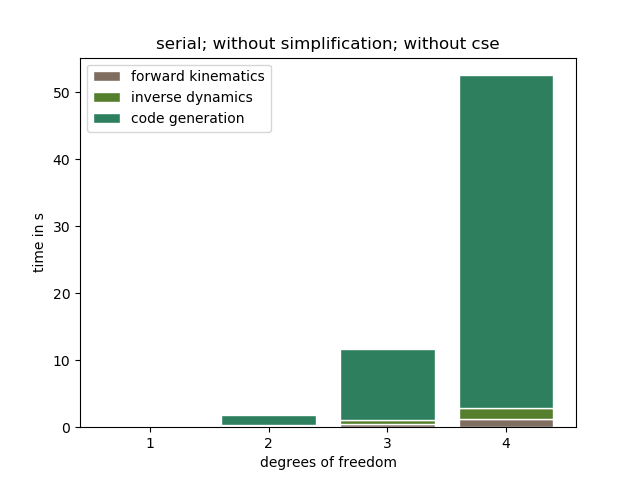 serial; without simplification; without cse
forward kinematics
inverse dynamics
code generation
50
40
30
20
10
0
time in s
1 2 3 4
degrees of freedom